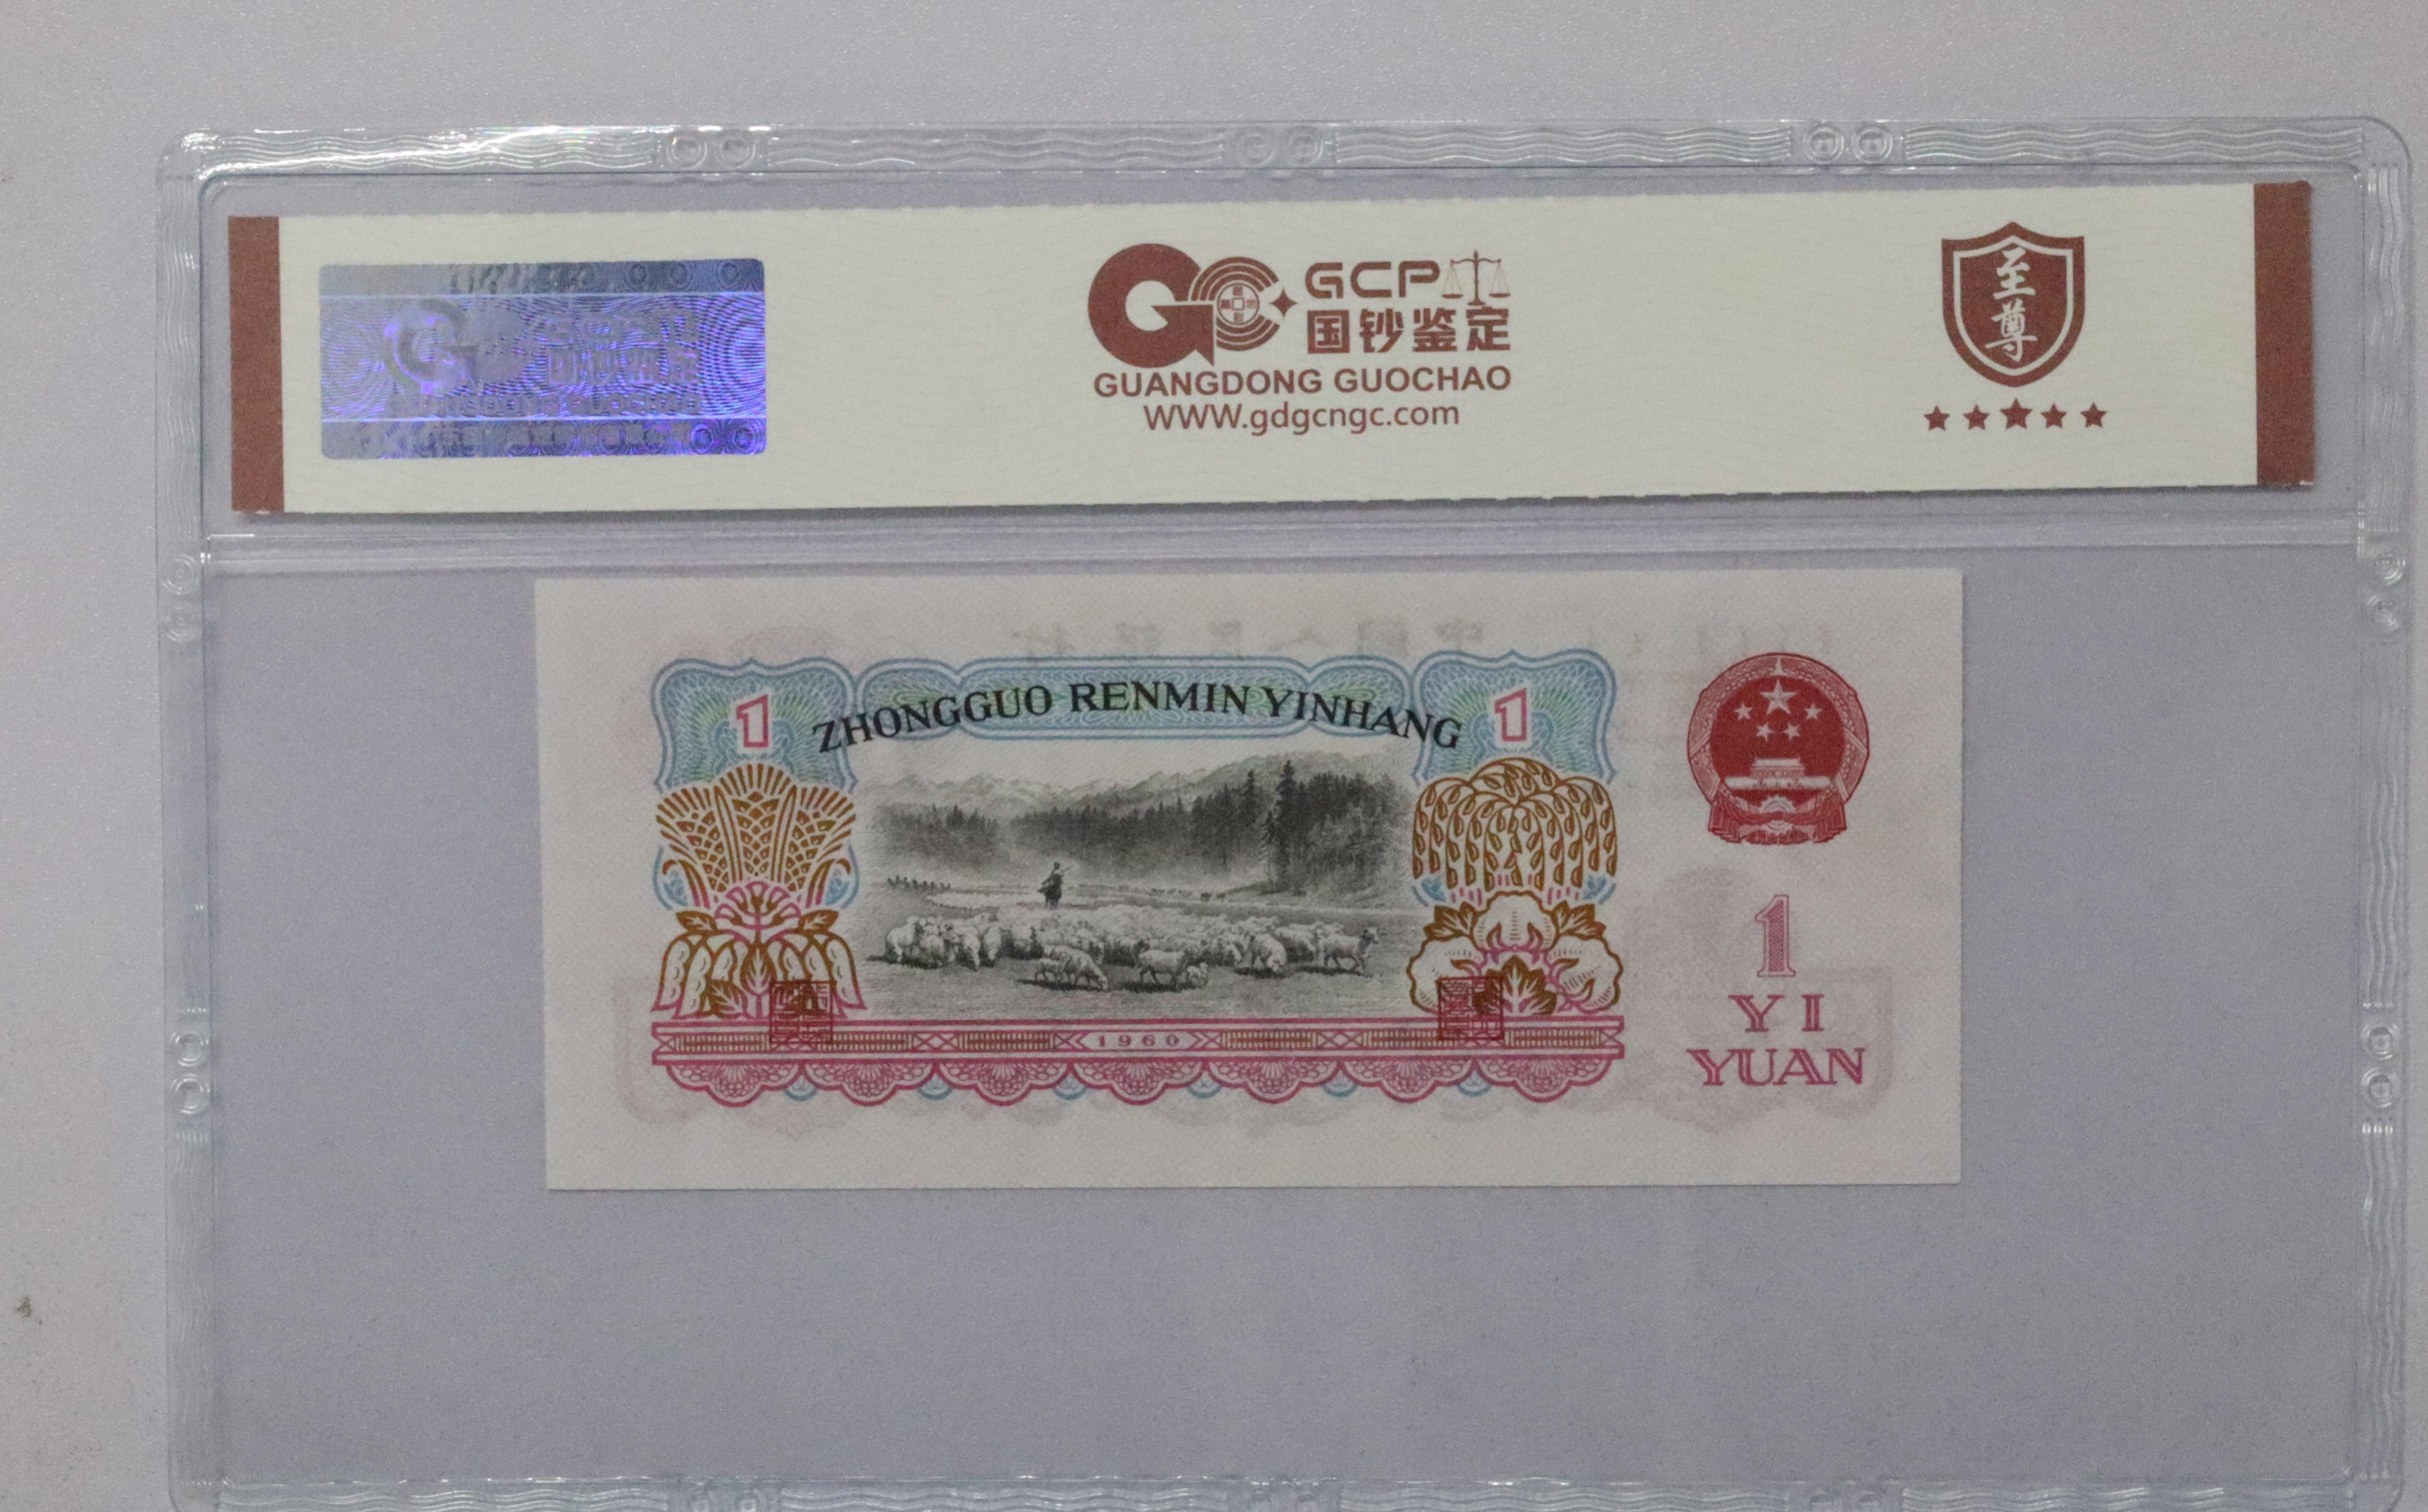 GCP
国钞鉴定
GUANGDONG GUOCHAO
WWW.gdgcngc.com
至尊
1
ZHONGGUO RENMIN YINHANG
1
1960
1
YI
YUAN